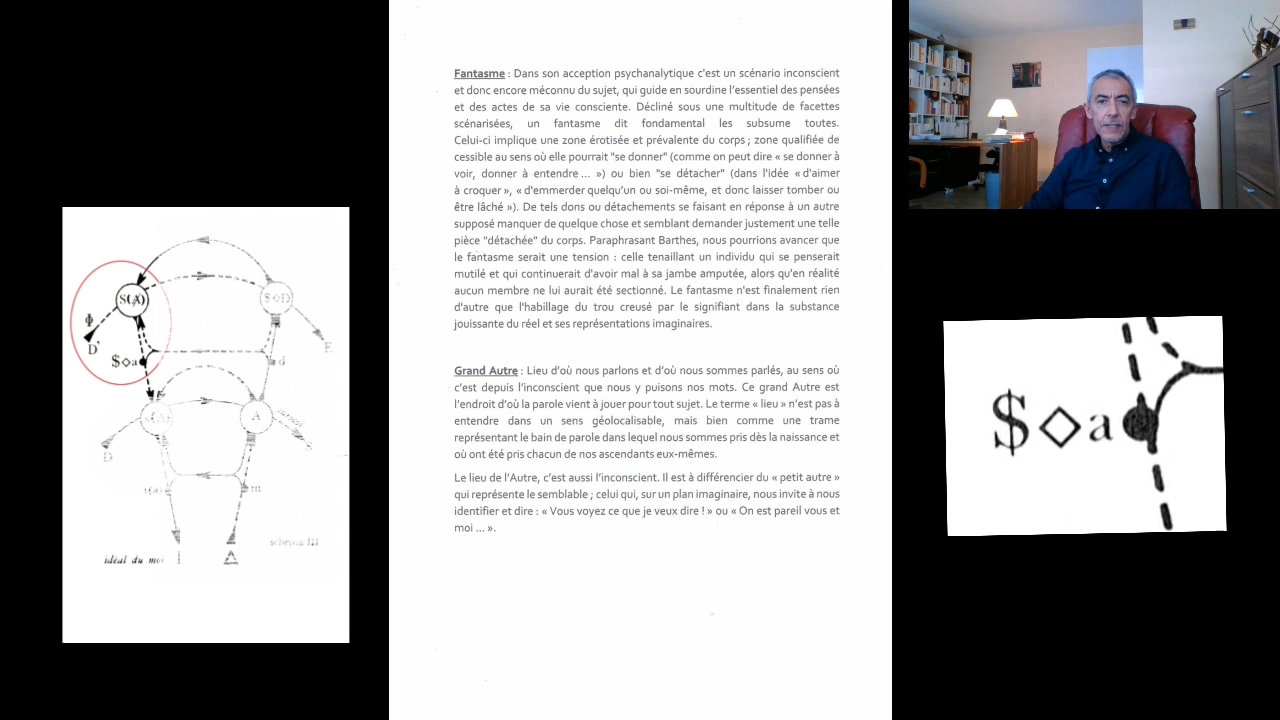 S(Ⱥ)
$◇D
Φ
D'
$◇a
d
E
s(A)
A
D
S
i(a)
m
schéma III
idéal du moi I
Δ
Fantasme : Dans son acception psychanalytique c'est un scénario inconscient
et donc encore méconnu du sujet, qui guide en sourdine l'essentiel des pensées
et des actes de sa vie consciente. Décliné sous une multitude de facettes
scénarisées, un fantasme dit fondamental les subsume toutes.
Celui-ci implique une zone érotisée et prévalente du corps ; zone qualifiée de
cessible au sens où elle pourrait "se donner" (comme on peut dire « se donner à
voir, donner à entendre ... ») ou bien "se détacher" (dans l'idée « d'aimer
à croquer », « d'emmerder quelqu'un ou soi-même, et donc laisser tomber ou
être lâché »). De tels dons ou détachements se faisant en réponse à un autre
supposé manquer de quelque chose et semblant demander justement une telle
pièce "détachée" du corps. Paraphrasant Barthes, nous pourrions avancer que
le fantasme serait une tension : celle tenaillant un individu qui se penserait
mutilé et qui continuerait d'avoir mal à sa jambe amputée, alors qu'en réalité
aucun membre ne lui aurait été sectionné. Le fantasme n'est finalement rien
d'autre que l'habillage du trou creusé par le signifiant dans la substance
jouissante du réel et ses représentations imaginaires.
Grand Autre : Lieu d'où nous parlons et d'où nous sommes parlés, au sens où
c'est depuis l'inconscient que nous y puisons nos mots. Ce grand Autre est
l'endroit d'où la parole vient à jouer pour tout sujet. Le terme « lieu » n'est pas à
entendre dans un sens géolocalisable, mais bien comme une trame
représentant le bain de parole dans lequel nous sommes pris dès la naissance et
où ont été pris chacun de nos ascendants eux-mêmes.
Le lieu de l'Autre, c'est aussi l'inconscient. Il est à différencier du « petit autre »
qui représente le semblable ; celui qui, sur un plan imaginaire, nous invite à nous
identifier et dire : « Vous voyez ce que je veux dire ! » ou « On est pareil vous et
moi ... ».
$◇a